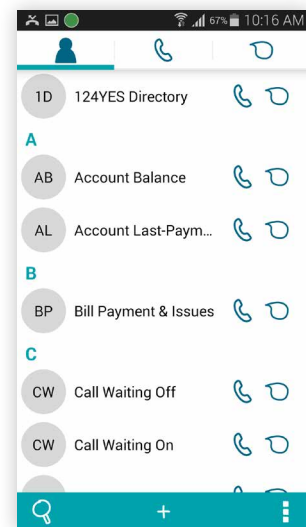 67% 10:16 AM
1D 124YES Directory
A
AB Account Balance
AL Account Last-Paym...
B
BP Bill Payment & Issues
C
CW Call Waiting Off
CW Call Waiting On
+